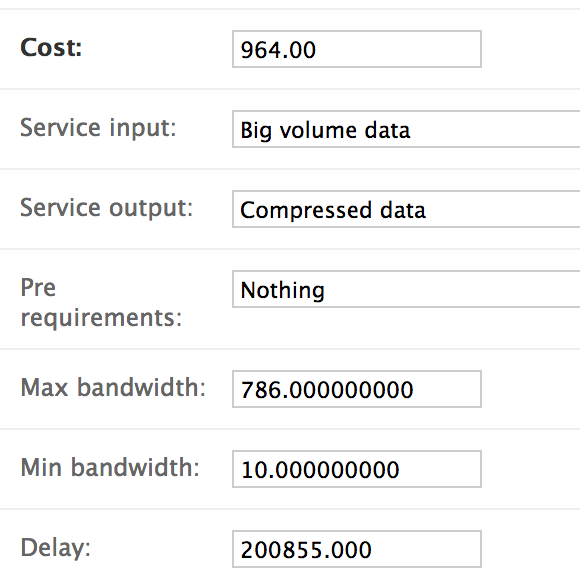 Cost: 964.00
Service input: Big volume data
Service output: Compressed data
Pre Nothing
requirements:
Max bandwidth: 786.000000000
Min bandwidth: 10.000000000
Delay: 200855.000